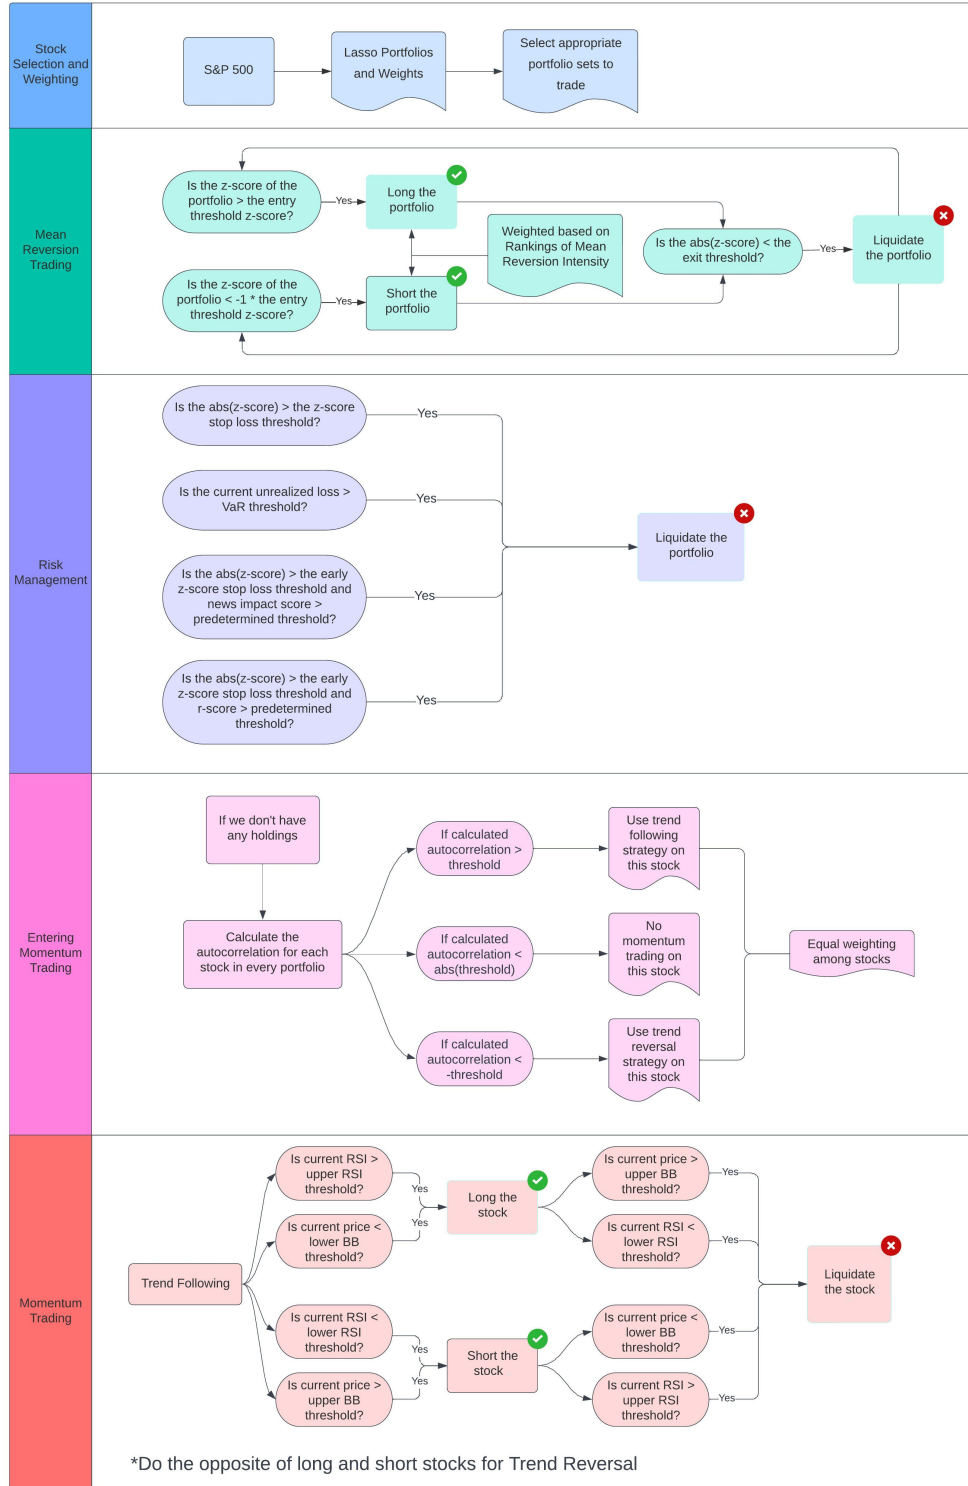 Stock
Selection and
Weighting
S&P 500
Lasso Portfolios
and Weights
Select appropriate
portfolio sets to
trade
Mean
Reversion
Trading
Is the z-score of the
portfolio > the entry
threshold z-score?
Yes
Long the
portfolio
Weighted based on
Rankings of Mean
Reversion Intensity
Is the z-score of the
portfolio < -1 * the entry
threshold z-score?
Yes
Short the
portfolio
Is the abs(z-score) < the
exit threshold?
Yes
Liquidate
the portfolio
Risk
Management
Is the abs(z-score) > the z-score
stop loss threshold?
Yes
Is the current unrealized loss >
VaR threshold?
Yes
Is the abs(z-score) > the early
z-score stop loss threshold and
news impact score >
predetermined threshold?
Yes
Is the abs(z-score) > the early
z-score stop loss threshold and
r-score > predetermined
threshold?
Yes
Liquidate the
portfolio
Entering
Momentum
Trading
If we don't have
any holdings
Calculate the
autocorrelation for each
stock in every portfolio
If calculated
autocorrelation >
threshold
Use trend
following
strategy on
this stock
If calculated
autocorrelation <
abs(threshold)
No
momentum
trading on
this stock
If calculated
autocorrelation <
-threshold
Use trend
reversal
strategy on
this stock
Equal weighting
among stocks
Momentum
Trading
Trend Following
Is current RSI >
upper RSI
threshold?
Yes
Is current price <
lower BB
threshold?
Yes
Long the
stock
Is current price >
upper BB
threshold?
Yes
Is current RSI <
lower RSI
threshold?
Yes
Is current RSI <
lower RSI
threshold?
Yes
Is current price >
upper BB
threshold?
Yes
Short the
stock
Is current price <
lower BB
threshold?
Yes
Is current RSI >
upper RSI
threshold?
Yes
Liquidate
the stock
*Do the opposite of long and short stocks for Trend Reversal